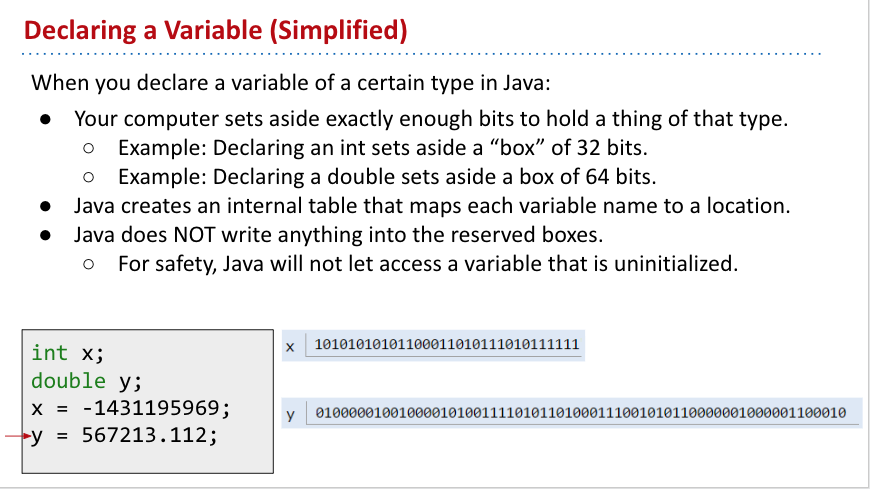 Declaring a Variable (Simplified)
When you declare a variable of a certain type in Java:
● Your computer sets aside exactly enough bits to hold a thing of that type.
○ Example: Declaring an int sets aside a “box” of 32 bits.
○ Example: Declaring a double sets aside a box of 64 bits.
● Java creates an internal table that maps each variable name to a location.
● Java does NOT write anything into the reserved boxes.
○ For safety, Java will not let access a variable that is uninitialized.
int x;
double y;
x = -1431195969;
y = 567213.112;
x 10101010101100011010111010111111
y 0100000100100001010011110101101000111001010110000001000001100010